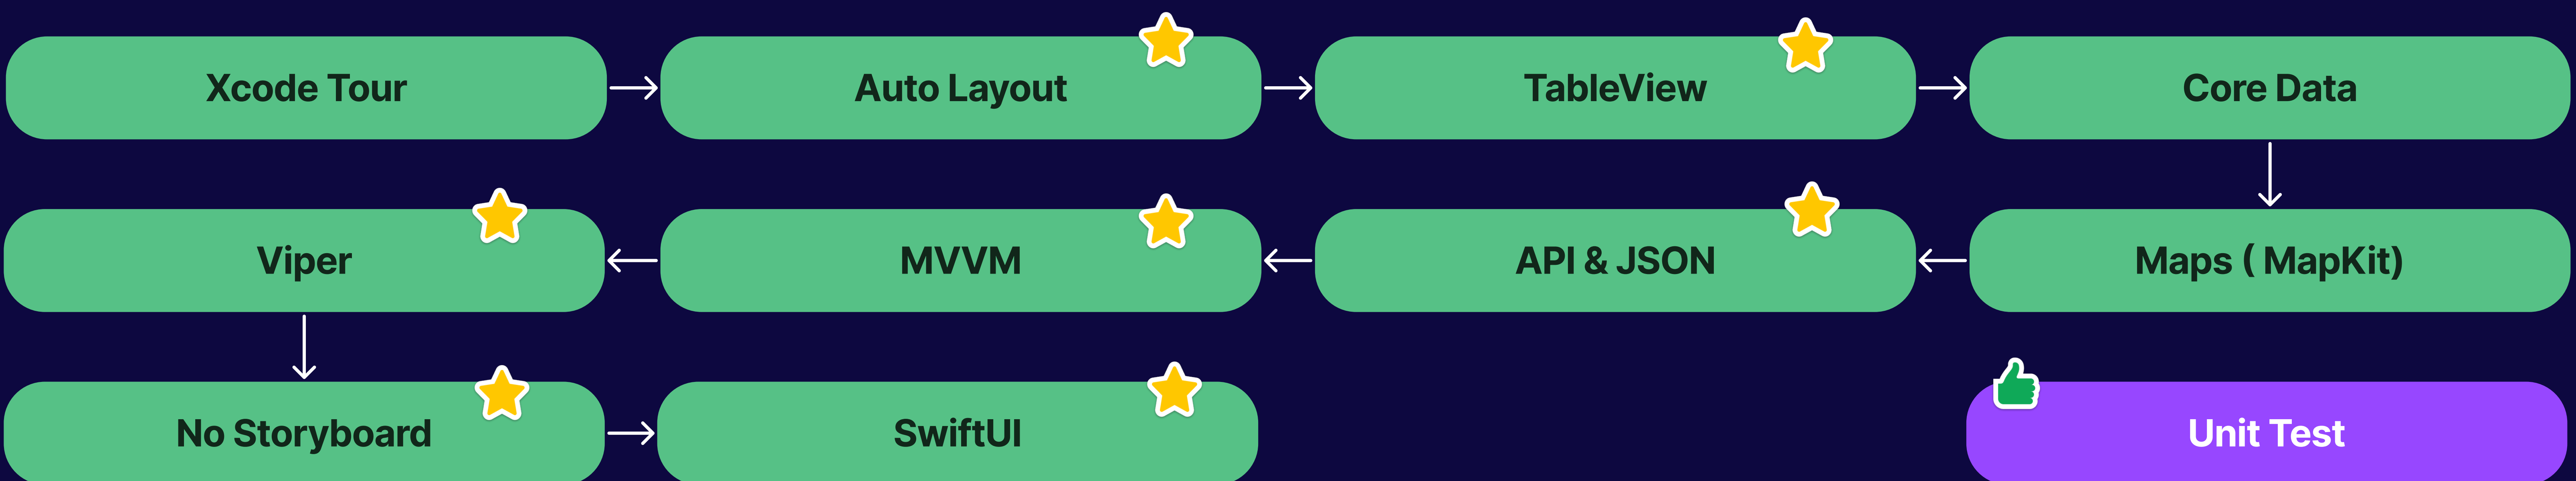 Xcode Tour
Auto Layout
TableView
Core Data
Maps ( MapKit)
API & JSON
MVVM
Viper
No Storyboard
SwiftUI
Unit Test